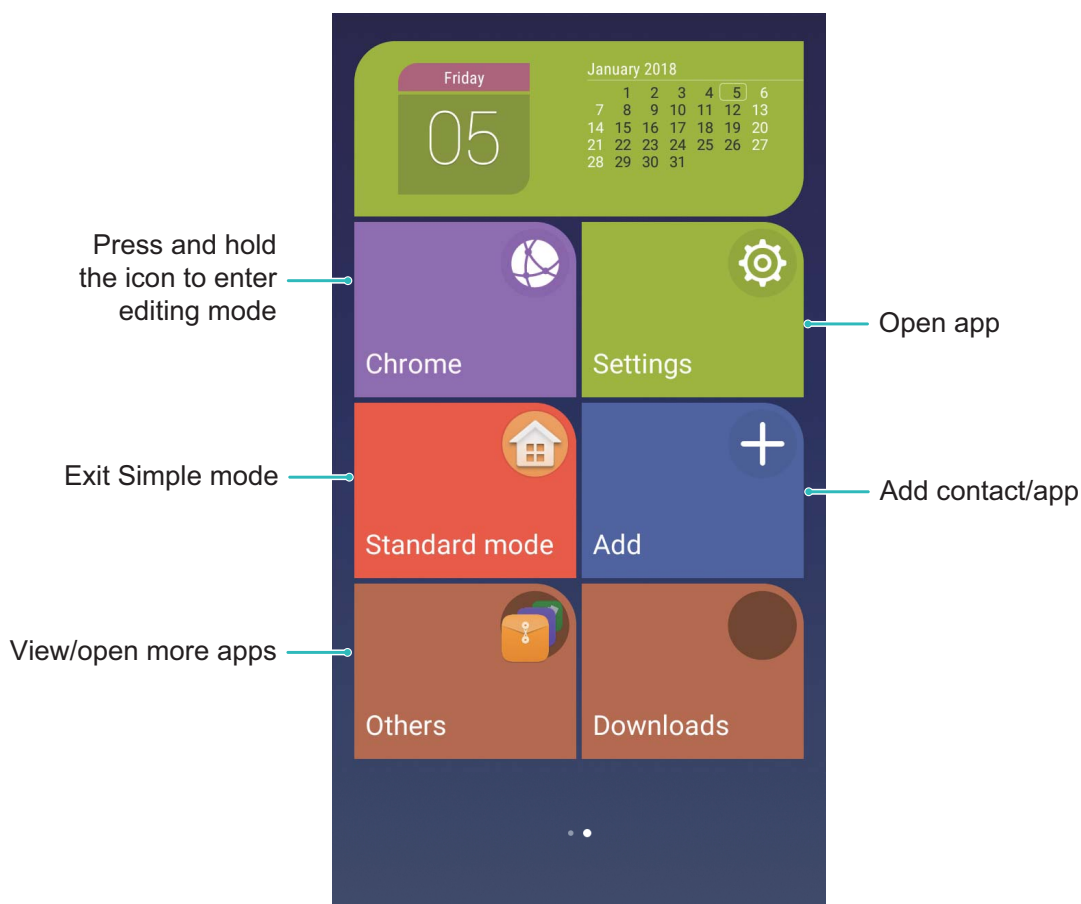 Friday
05
January 2018
1 2 3 4 5 6
7 8 9 10 11 12 13
14 15 16 17 18 19 20
21 22 23 24 25 26 27
28 29 30 31
Press and hold
the icon to enter
editing mode
Chrome
Settings
Open app
Exit Simple mode
Standard mode
Add
Add contact/app
View/open more apps
Others
Downloads